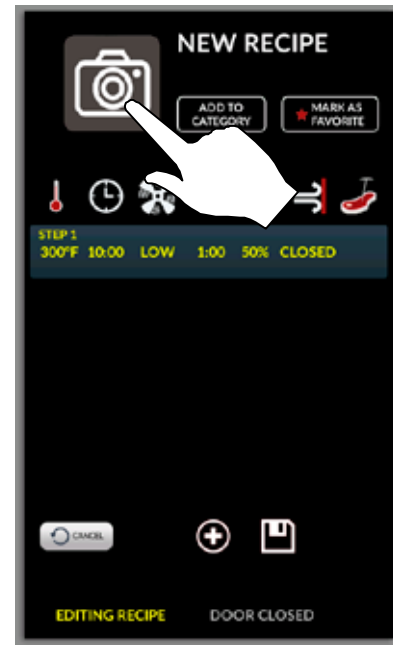 NEW RECIPE
ADD TO
CATEGORY
MARK AS
FAVORITE
STEP 1
300°F 10:00 LOW 1:00 50% CLOSED
CANCEL
EDITING RECIPE DOOR CLOSED